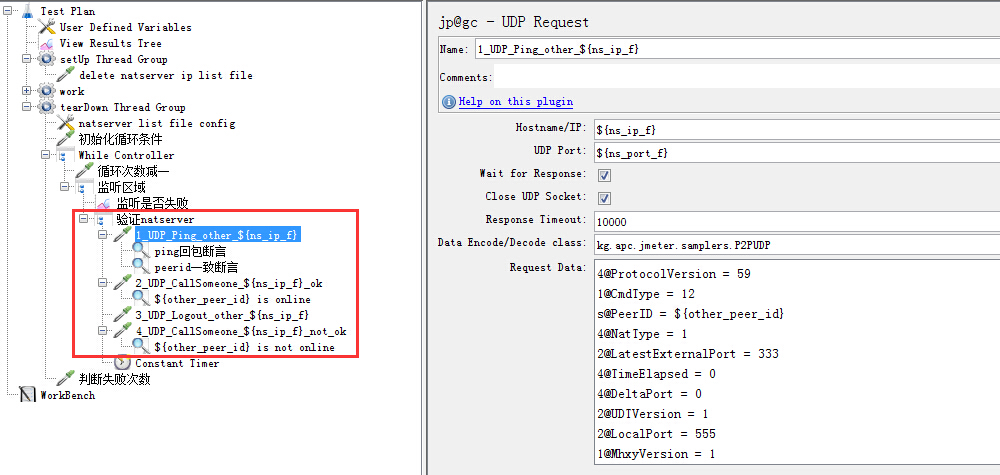 Test Plan
User Defined Variables
View Results Tree
setUp Thread Group
delete natserver ip list file
work
tearDown Thread Group
natserver list file config
初始化循环条件
While Controller
循环次数减一
监听区域
监听是否失败
验证natserver
1_UDP_Ping_other_${ns_ip_f}
ping回包断言
peerid一致断言
2_UDP_CallSomeone_${ns_ip_f}_ok
${other_peer_id} is online
3_UDP_Logout_other_${ns_ip_f}
4_UDP_CallSomeone_${ns_ip_f}_not_ok
${other_peer_id} is not online
Constant Timer
判断失败次数
WorkBench
jp@gc - UDP Request
Name: 1_UDP_Ping_other_${ns_ip_f}
Comments:
Help on this plugin
Hostname/IP: ${ns_ip_f}
UDP Port: ${ns_port_f}
Wait for Response:
Close UDP Socket:
Response Timeout: 10000
Data Encode/Decode class: kg.apc.jmeter.samplers.P2PUDP
Request Data:
4@ProtocolVersion = 59
1@CmdType = 12
s@PeerID = ${other_peer_id}
4@NatType = 1
2@LatestExternalPort = 333
4@TimeElapsed = 0
4@DeltaPort = 0
2@UDTVersion = 1
2@LocalPort = 555
1@MhxyVersion = 1